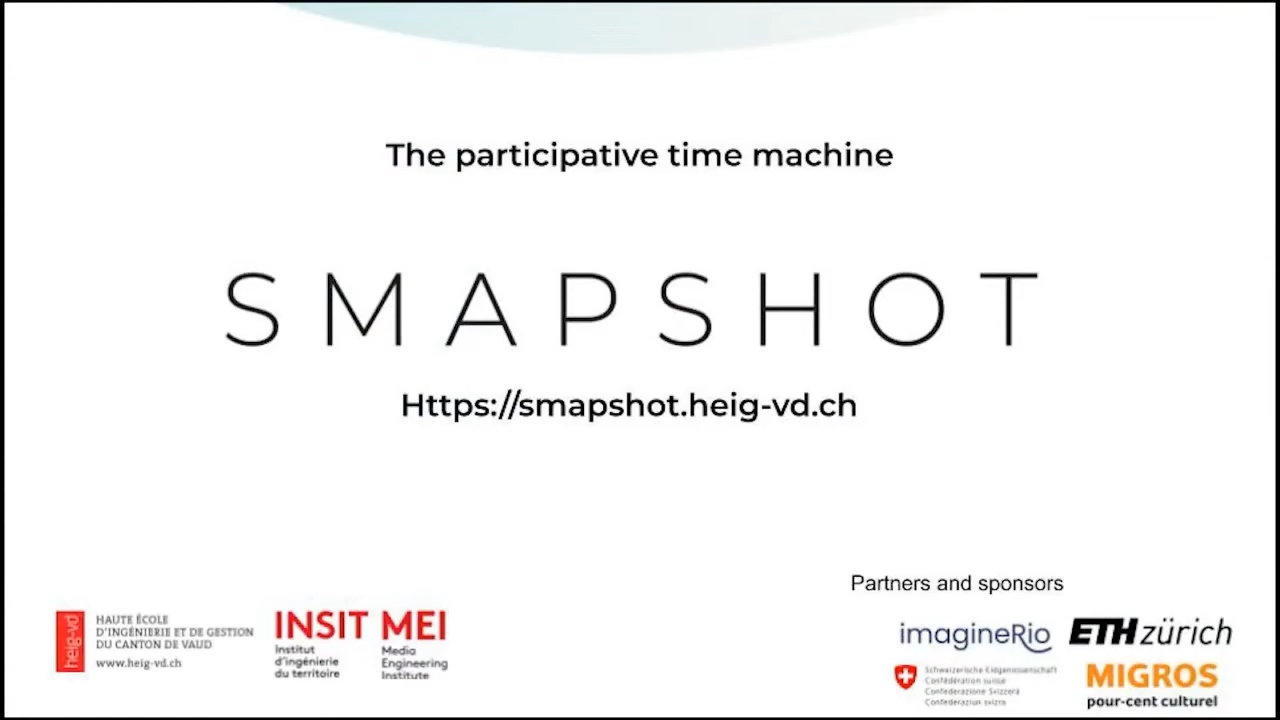 The participative time machine
SMAPSHOT
Https://smapshot.heig-vd.ch
Partners and sponsors
heig-vd
HAUTE ÉCOLE
D'INGÉNIERIE ET DE GESTION
DU CANTON DE VAUD
www.heig-vd.ch
INSIT
Institut
d'ingénierie
du territoire
MEI
Media
Engineering
Institute
imagineRio
ETH zürich
Schweizerische Eidgenossenschaft
Confédération suisse
Confederazione Svizzera
Confederaziun svizra
MIGROS
pour-cent culturel